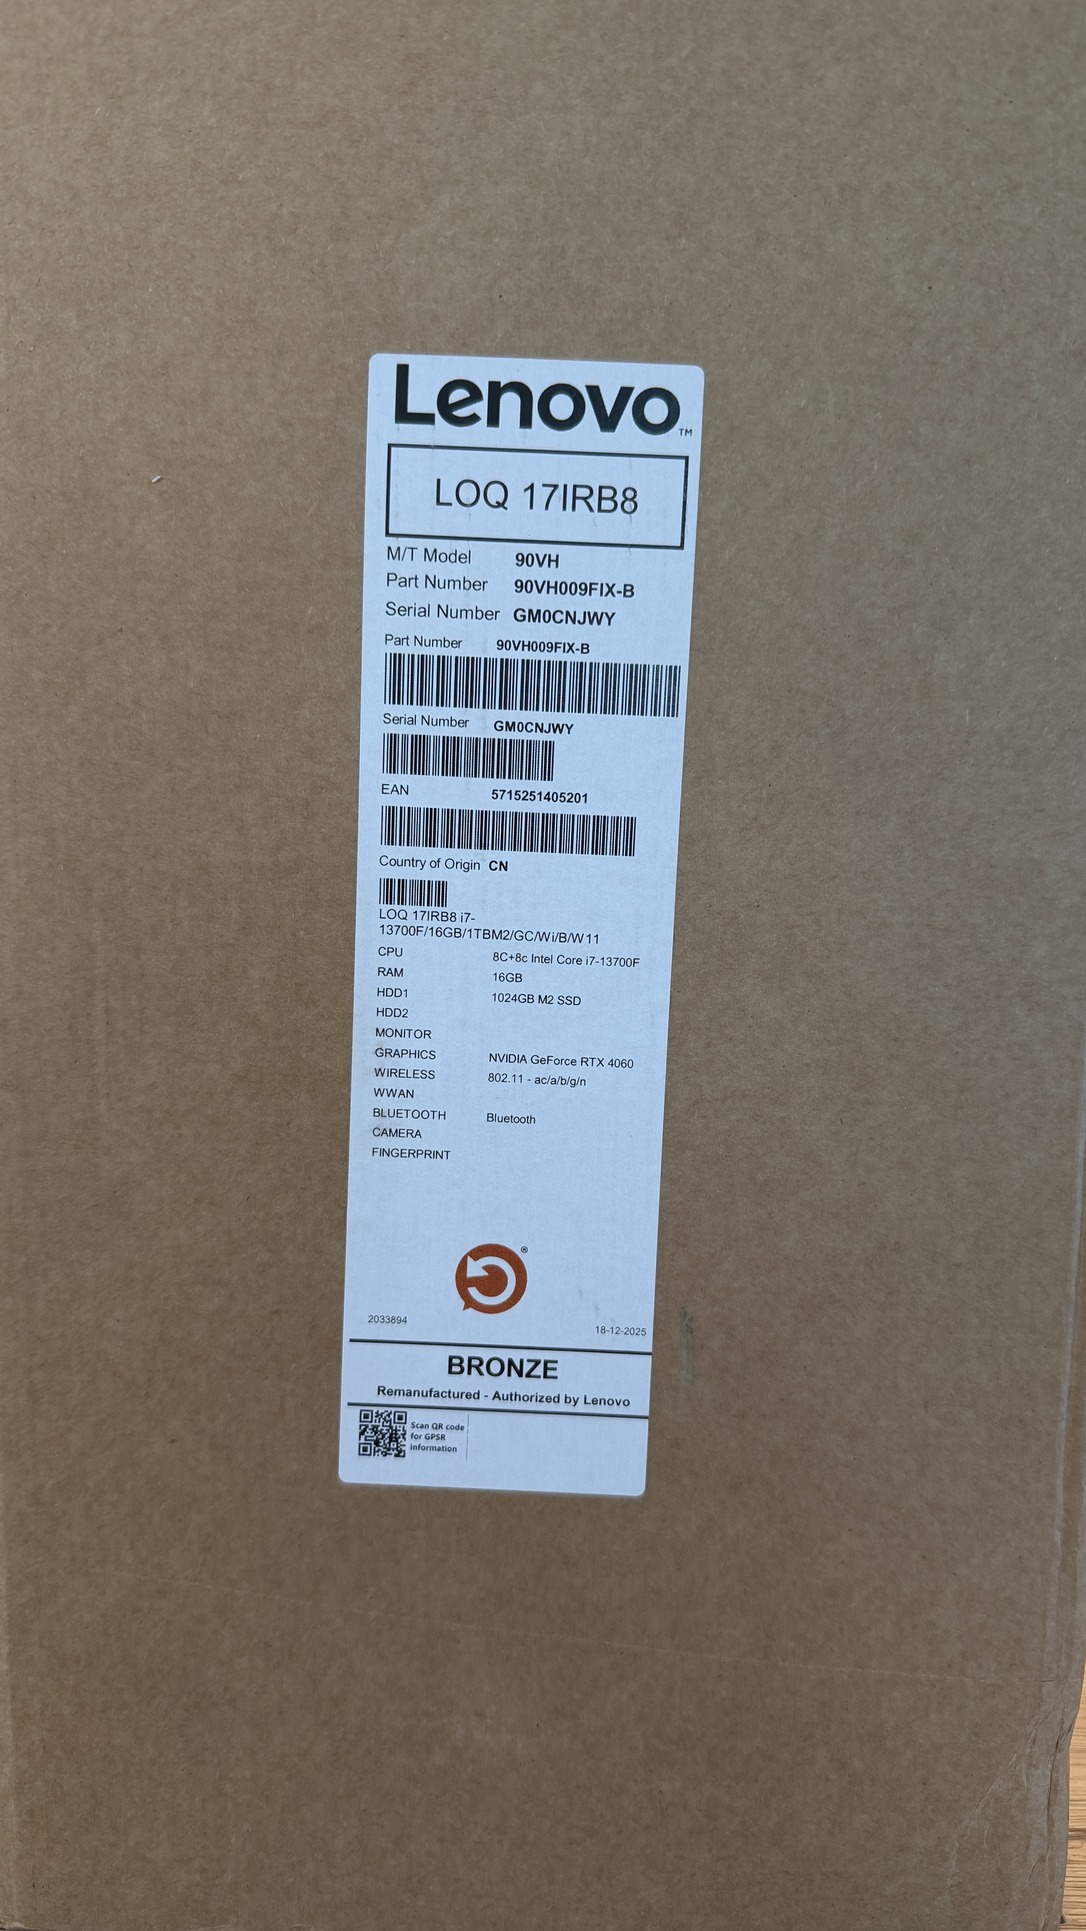 Lenovo™
LOQ 17IRB8
M/T Model 90VH
Part Number 90VH009FIX-B
Serial Number GM0CNJWY
Part Number 90VH009FIX-B
Serial Number GM0CNJWY
EAN 5715251405201
Country of Origin CN
LOQ 17IRB8 i7-
13700F/16GB/1TBM2/GC/Wi/B/W11
CPU 8C+8c Intel Core i7-13700F
RAM 16GB
HDD1 1024GB M2 SSD
HDD2
MONITOR
GRAPHICS NVIDIA GeForce RTX 4060
WIRELESS 802.11 - ac/a/b/g/n
WWAN
BLUETOOTH Bluetooth
CAMERA
FINGERPRINT
®
2033894 18-12-2025
BRONZE
Remanufactured - Authorized by Lenovo
Scan QR code
for GPSR
information